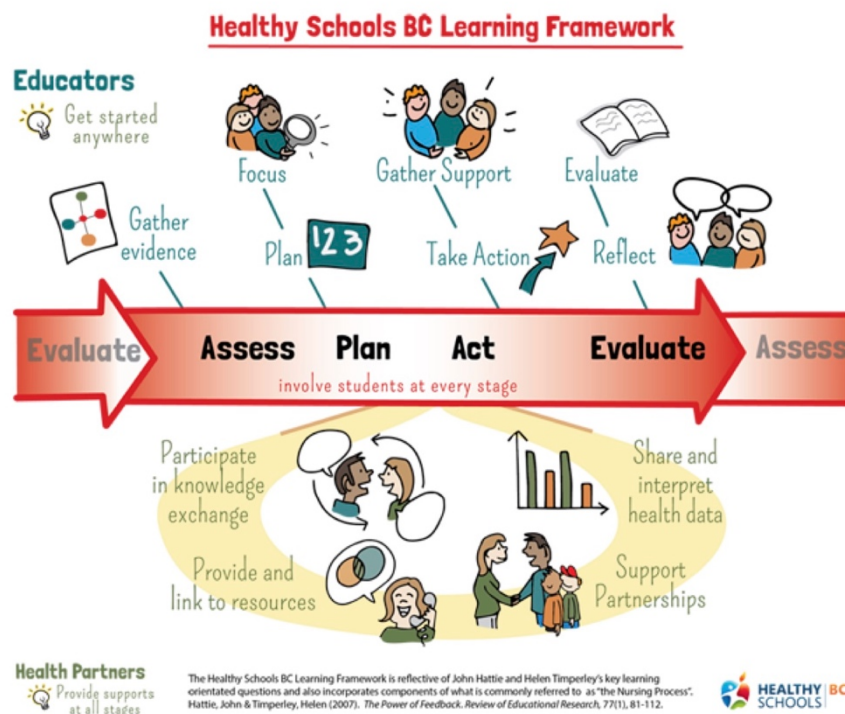 Healthy Schools BC Learning Framework
Educators
Get started
anywhere
Focus
Gather Support
Evaluate
Gather
evidence
Plan
123
Take Action
Reflect
Evaluate
Assess
Plan
Act
Evaluate
Assess
involve students at every stage
Participate
in knowledge
exchange
Share and
interpret
health data
Provide and
link to resources
Support
Partnerships
Health Partners
Provide supports
at all stages
The Healthy Schools BC Learning Framework is reflective of John Hattie and Helen Timperley's key learning
orientated questions and also incorporates components of what is commonly referred to as "the Nursing Process".
Hattie, John & Timperley, Helen (2007). The Power of Feedback. Review of Educational Research, 77(1), 81-112.
HEALTHY
SCHOOLS
BC